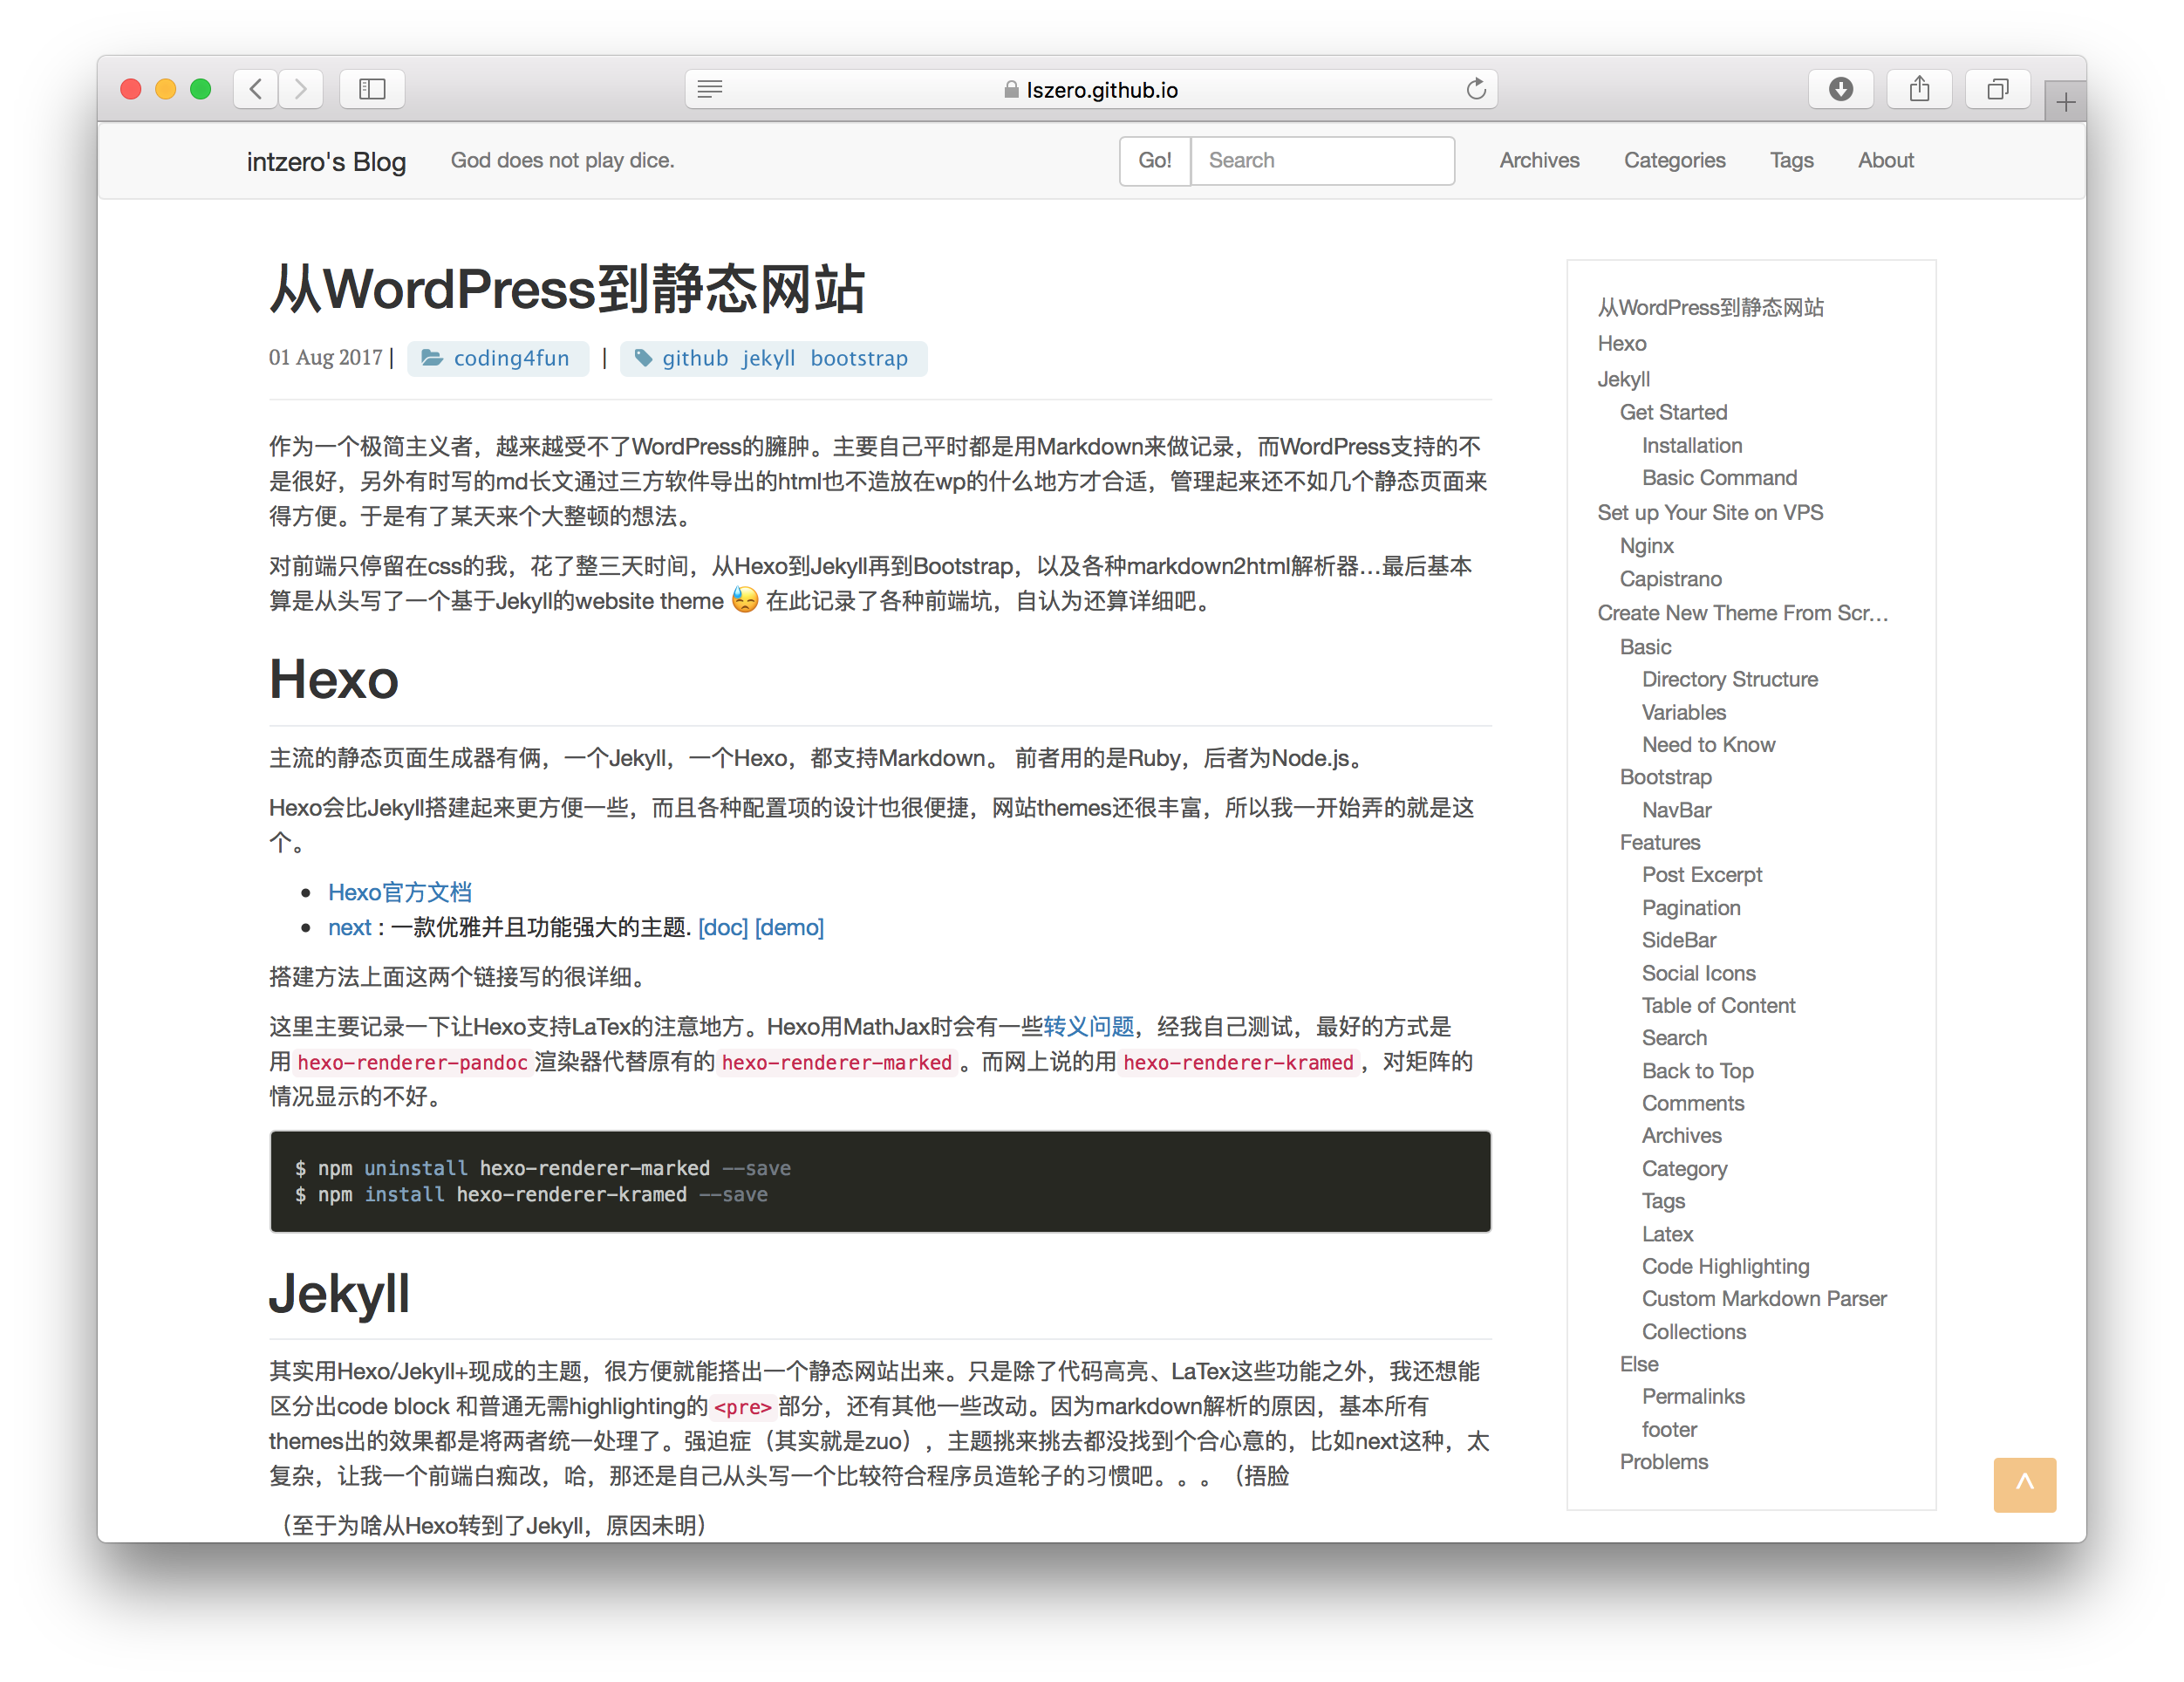 lszero.github.io
intzero's Blog God does not play dice. Go! Search Archives Categories Tags About
从WordPress到静态网站
01 Aug 2017 | coding4fun | github jekyll bootstrap
作为一个极简主义者，越来越受不了WordPress的臃肿。主要自己平时都是用Markdown来做记录，而WordPress支持的不
是很好，另外有时写的md长文通过三方软件导出的html也不造放在wp的什么地方才合适，管理起来还不如几个静态页面来
得方便。于是有了某天来个大整顿的想法。
对前端只停留在css的我，花了整三天时间，从Hexo到Jekyll再到Bootstrap，以及各种markdown2html解析器…最后基本
算是从头写了一个基于Jekyll的website theme 😓 在此记录了各种前端坑，自认为还算详细吧。
Hexo
主流的静态页面生成器有俩，一个Jekyll，一个Hexo，都支持Markdown。 前者用的是Ruby，后者为Node.js。
Hexo会比Jekyll搭建起来更方便一些，而且各种配置项的设计也很便捷，网站themes还很丰富，所以我一开始弄的就是这
个。
• Hexo官方文档
• next : 一款优雅并且功能强大的主题. [doc] [demo]
搭建方法上面这两个链接写的很详细。
这里主要记录一下让Hexo支持LaTex的注意地方。Hexo用MathJax时会有一些转义问题，经我自己测试，最好的方式是
用 hexo-renderer-pandoc 渲染器代替原有的 hexo-renderer-marked 。而网上说的用 hexo-renderer-kramed ，对矩阵的
情况显示的不好。
$ npm uninstall hexo-renderer-marked --save
$ npm install hexo-renderer-kramed --save
Jekyll
其实用Hexo/Jekyll+现成的主题，很方便就能搭出一个静态网站出来。只是除了代码高亮、LaTex这些功能之外，我还想能
区分出code block 和普通无需highlighting的 <pre> 部分，还有其他一些改动。因为markdown解析的原因，基本所有
themes出的效果都是将两者统一处理了。强迫症（其实就是zuo），主题挑来挑去都没找到个合心意的，比如next这种，太
复杂，让我一个前端白痴改，哈，那还是自己从头写一个比较符合程序员造轮子的习惯吧。。。（捂脸
（至于为啥从Hexo转到了Jekyll，原因未明）
从WordPress到静态网站
Hexo
Jekyll
Get Started
Installation
Basic Command
Set up Your Site on VPS
Nginx
Capistrano
Create New Theme From Scr...
Basic
Directory Structure
Variables
Need to Know
Bootstrap
NavBar
Features
Post Excerpt
Pagination
SideBar
Social Icons
Table of Content
Search
Back to Top
Comments
Archives
Category
Tags
Latex
Code Highlighting
Custom Markdown Parser
Collections
Else
Permalinks
footer
Problems
^